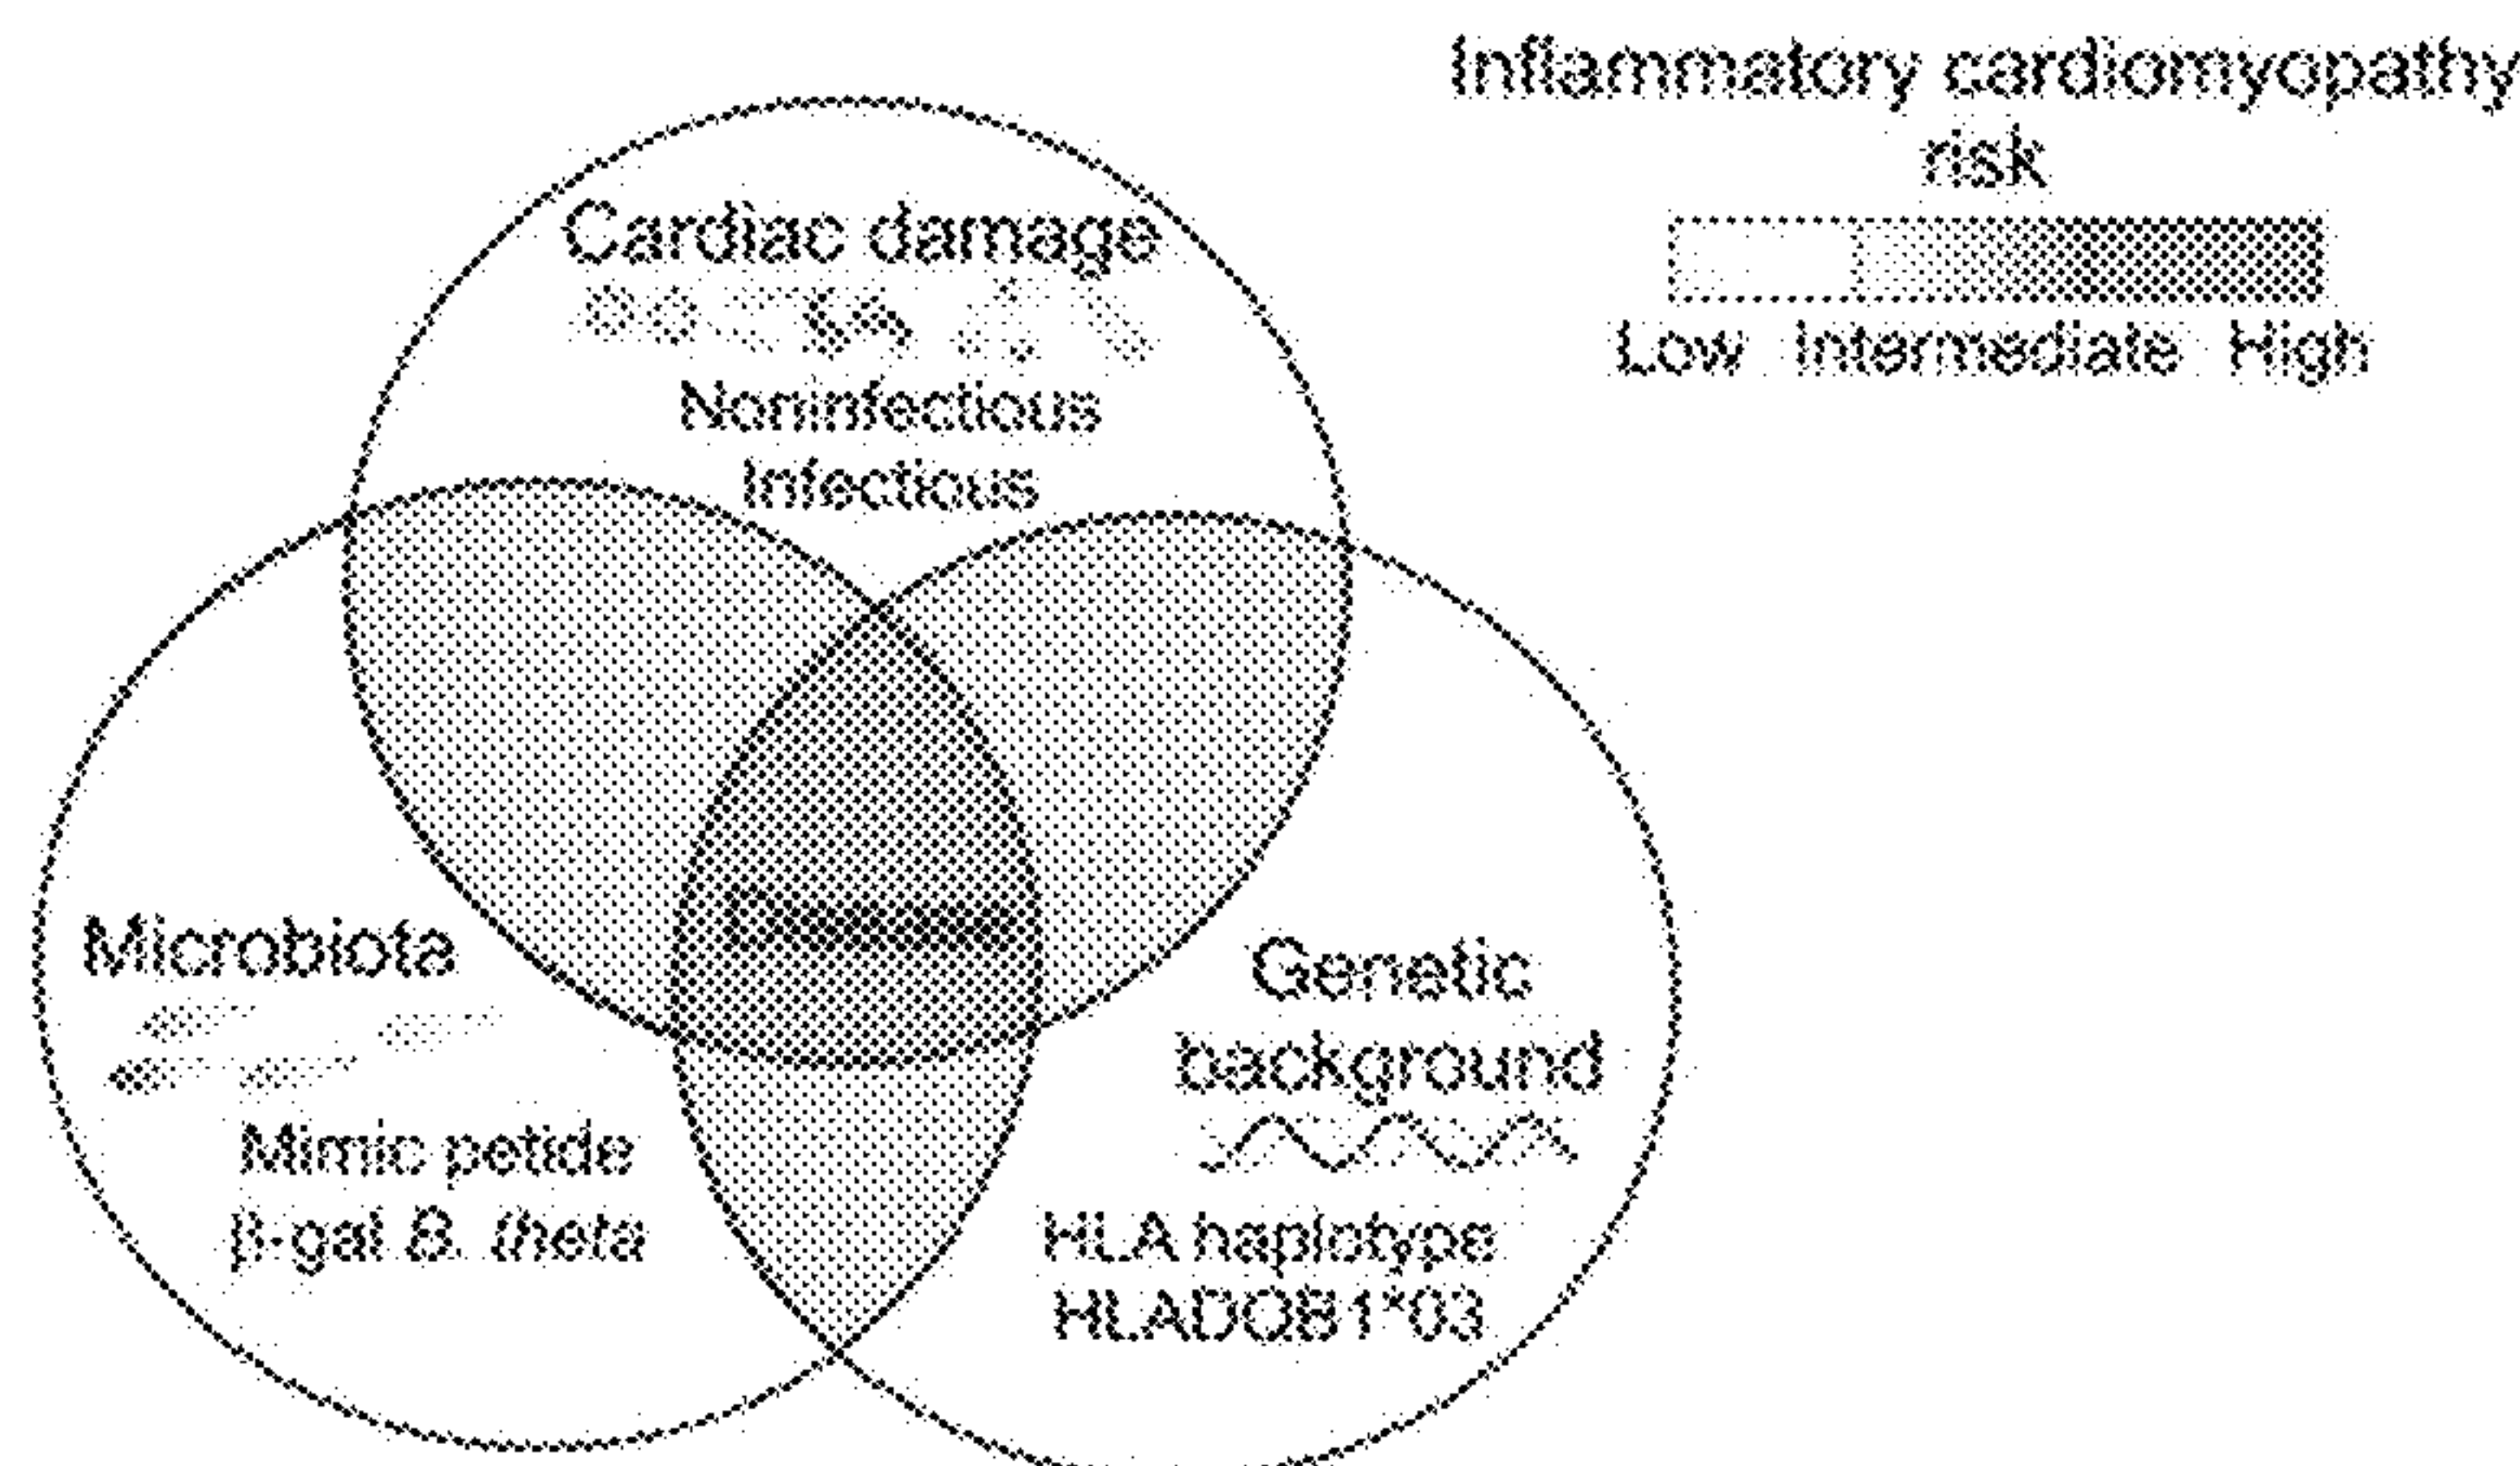 Inflammatory cardiomyopathy
risk
Low Intermediate High
Cardiac damage
Noninfectious
Infectious
Microbiota
Mimic petide
β-gal B. theta
Genetic
background
HLA haplotype
HLADQB1*03